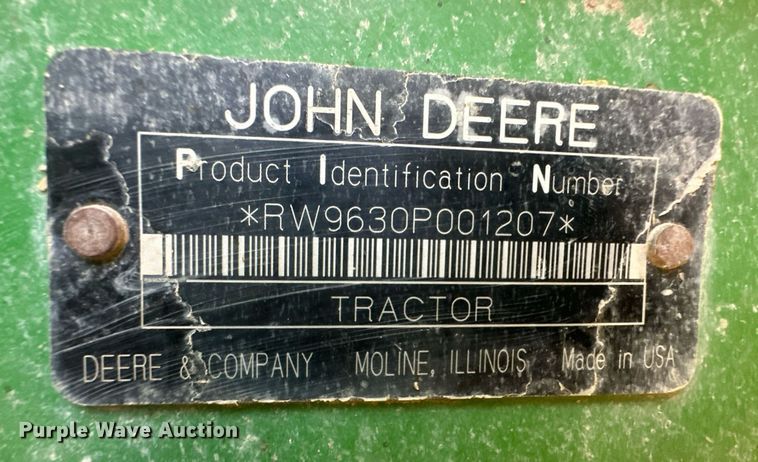 JOHN DEERE
Product Identification Number
*RW9630P001207*
TRACTOR
DEERE & COMPANY MOLINE, ILLINOIS Made in USA
Purple Wave Auction